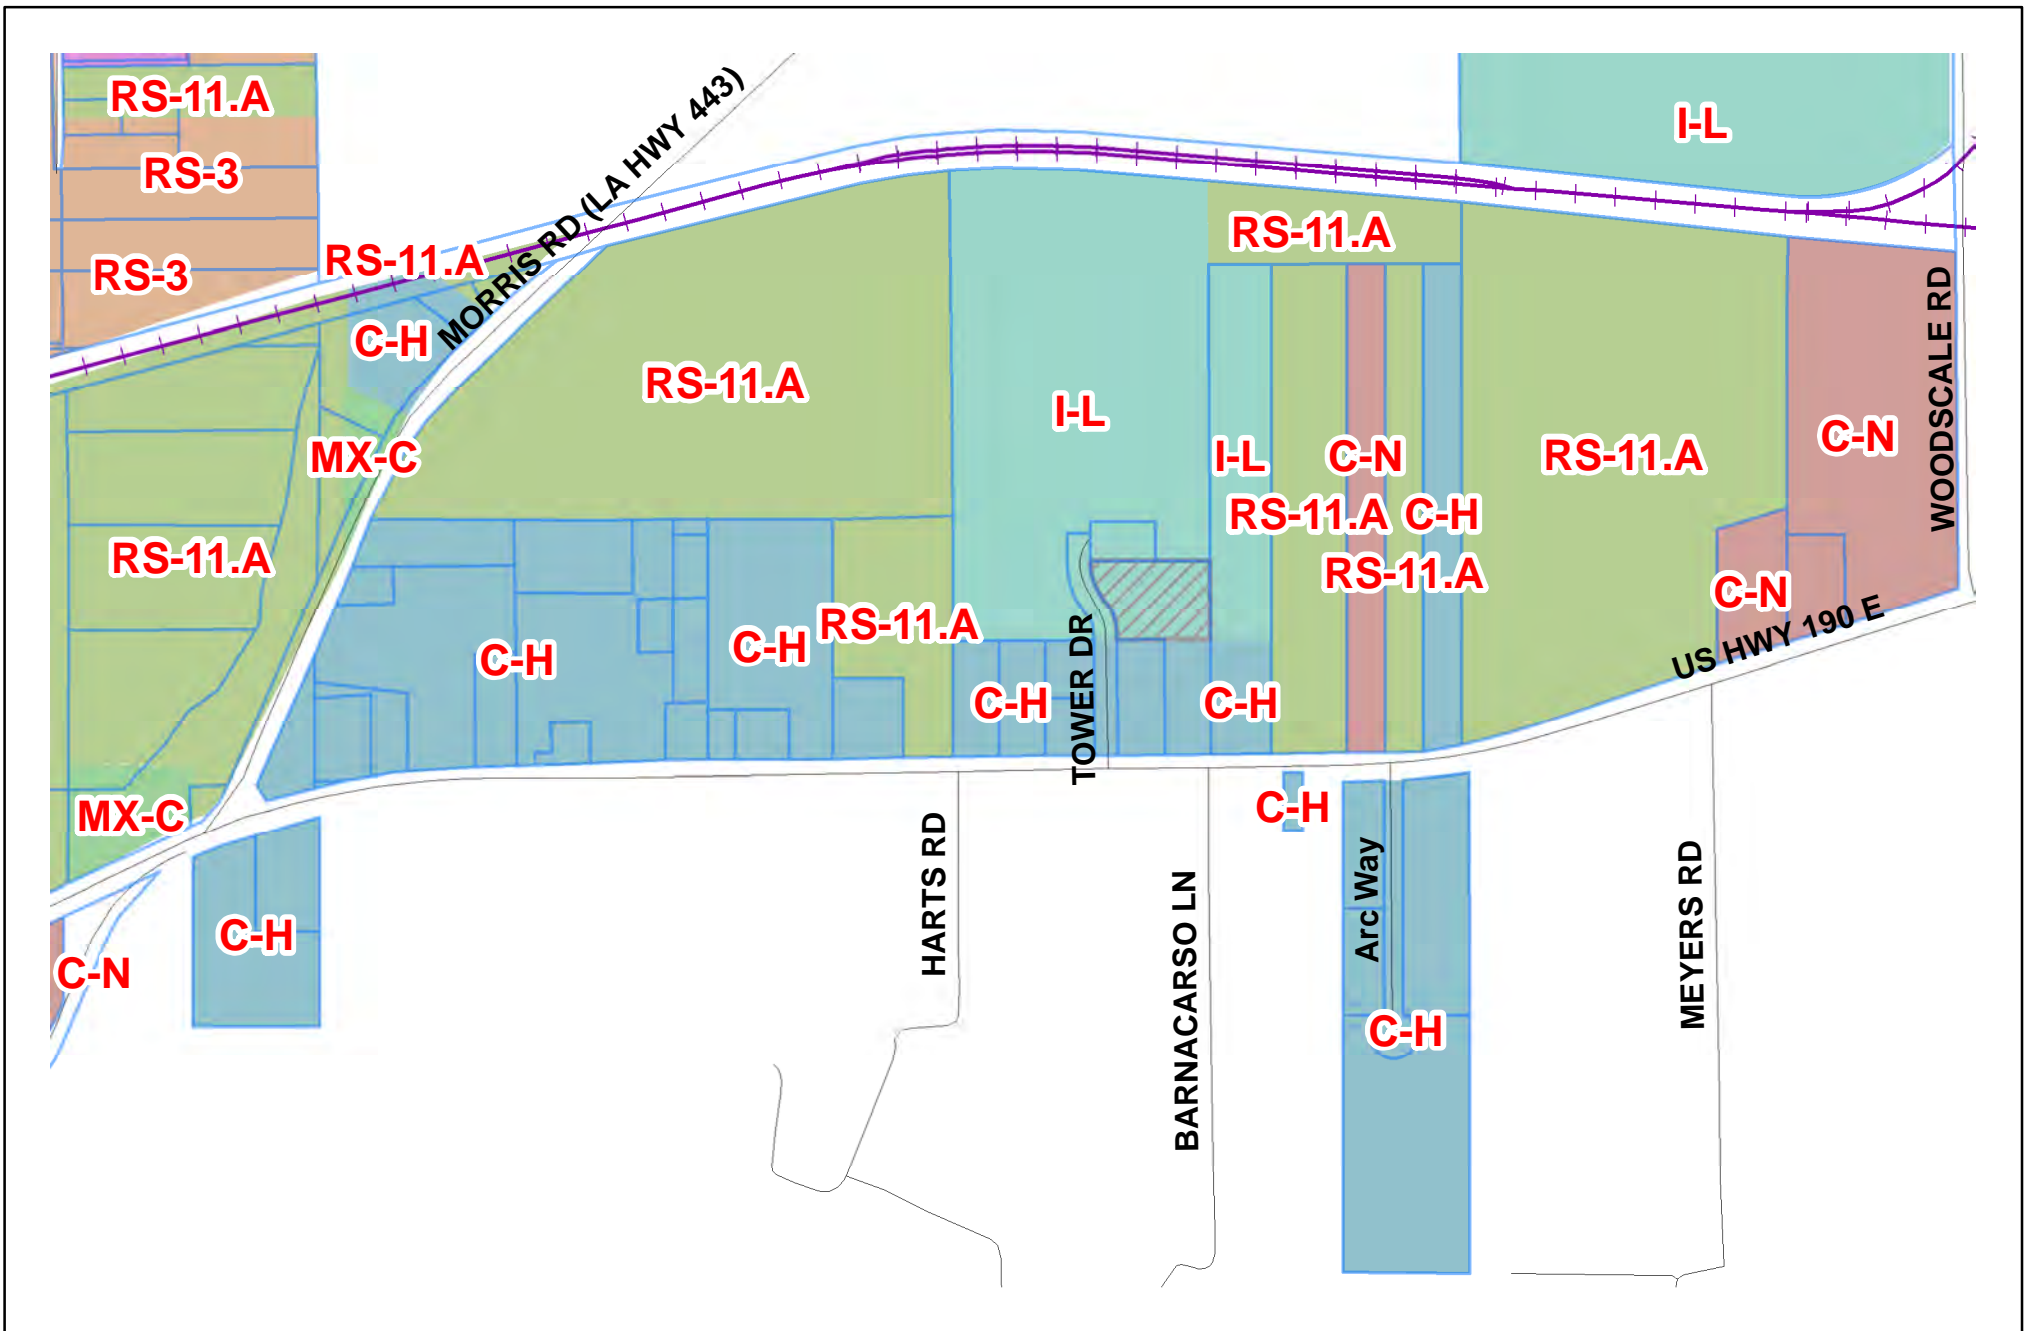 RS-11.A
I-L
RS-3
RS-11.A
RS-11.A
RS-3
MORRIS RD (LA HWY 443)
C-H
WOODSCALE RD
RS-11.A
I-L
C-N
MX-C
I-L
C-N
RS-11.A
RS-11.A
C-H
RS-11.A
RS-11.A
C-N
RS-11.A
US HWY 190 E
C-H
C-H
TOWER DR
C-H
C-H
MX-C
C-H
HARTS RD
Arc Way
MEYERS RD
C-H
C-N
BARNACARSO LN
C-H